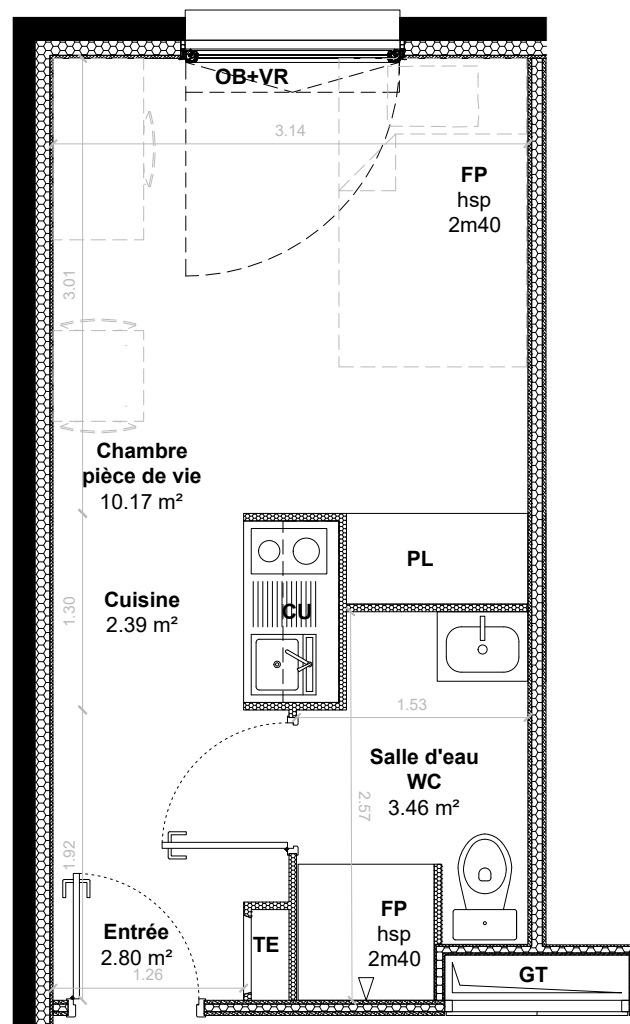 OB+VR
3.14
FP
hsp
2m40
3.01
Chambre
pièce de vie
10.17 m²
PL
Cuisine
2.39 m²
CU
1.30
1.53
Salle d'eau
WC
3.46 m²
2.57
1.92
Entrée
2.80 m²
TE
FP
hsp
2m40
1.26
GT